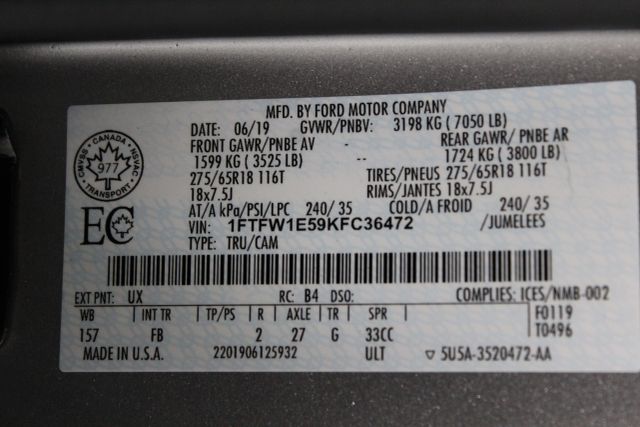 MFD. BY FORD MOTOR COMPANY
DATE: 06/19 GVWR/PNBV: 3198 KG ( 7050 LB)
FRONT GAWR/PNBE AV REAR GAWR/ PNBE AR
1599 KG ( 3525 LB) -- 1724 KG ( 3800 LB)
275/65R18 116T TIRES/PNEUS 275/65R18 116T
18x7.5J RIMS/JANTES 18x7.5J
AT/A kPa/PSI/LPC 240/ 35 COLD/A FROID 240/ 35
VIN: 1FTFW1E59KFC36472 /JUMELEES
TYPE: TRU/CAM
CANADA
CMVSS NSVAC
977
TRANSPORT
EC
EXT PNT: UX RC: B4 DSO: COMPLIES: ICES/NMB-002
WB INT TR TP/PS R AXLE TR SPR F0119
157 FB 2 27 G 33CC T0496
MADE IN U.S.A. 2201906125932 ULT ▽ 5U5A-3520472-AA